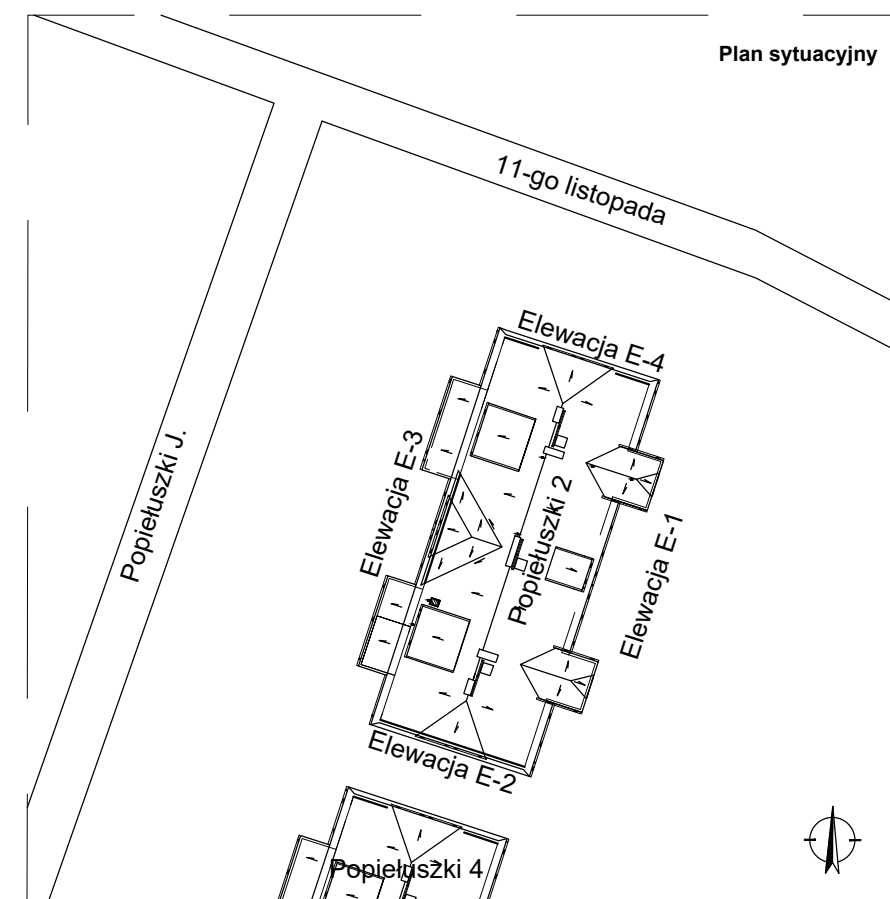 Plan sytuacyjny
11-go listopada
Elewacja E-4
Popiełuszki J.
Elewacja E-3
Popiełuszki 2
Elewacja E-1
Elewacja E-2
Popiełuszki 4